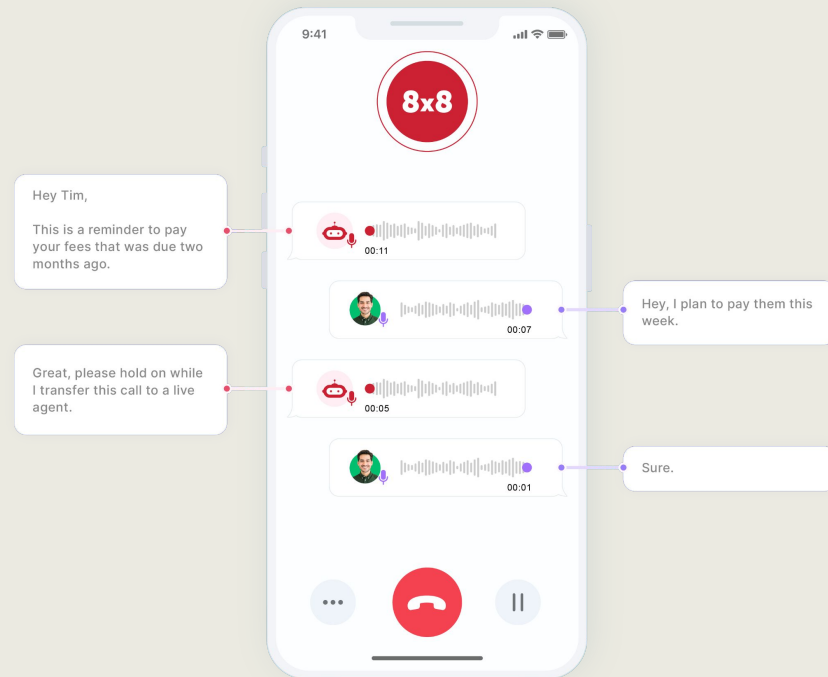 9:41
8x8
Hey Tim,
This is a reminder to pay
your fees that was due two
months ago.
00:11
Hey, I plan to pay them this
week.
00:07
Great, please hold on while
I transfer this call to a live
agent.
00:05
Sure.
00:01